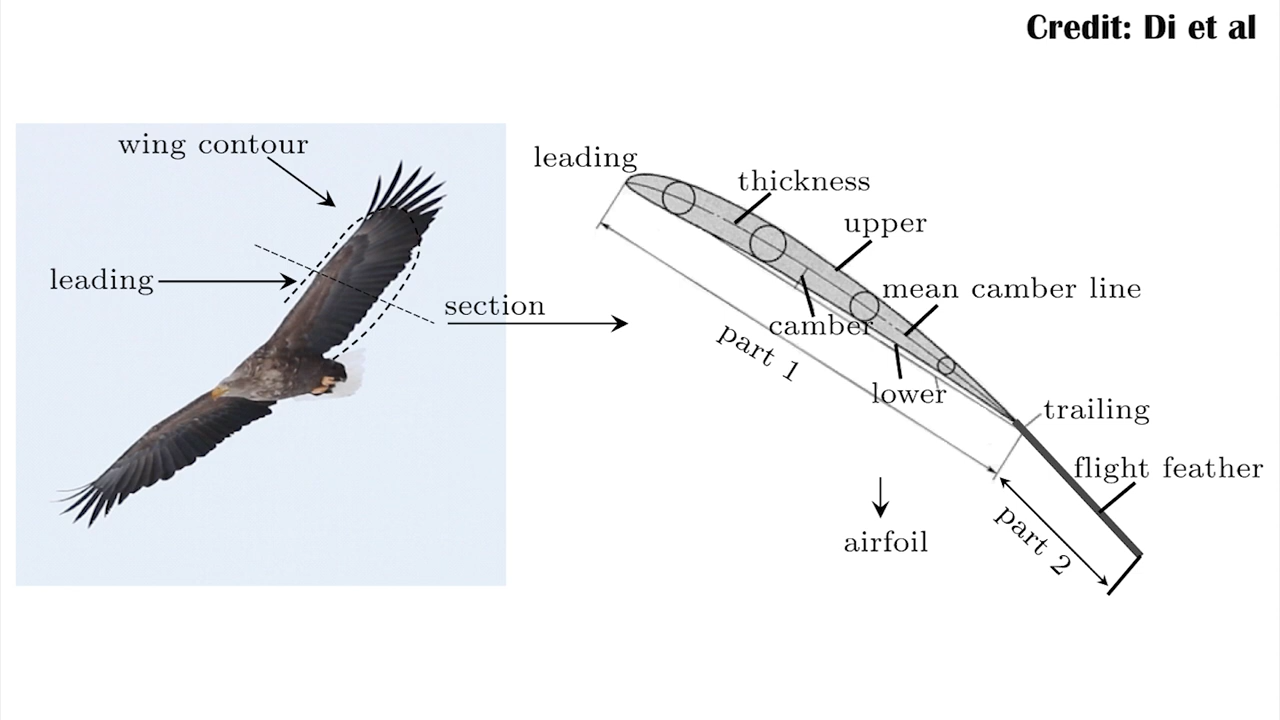 Credit: Di et al
wing contour
leading
section
leading
thickness
upper
mean camber line
camber
lower
part 1
trailing
flight feather
part 2
airfoil